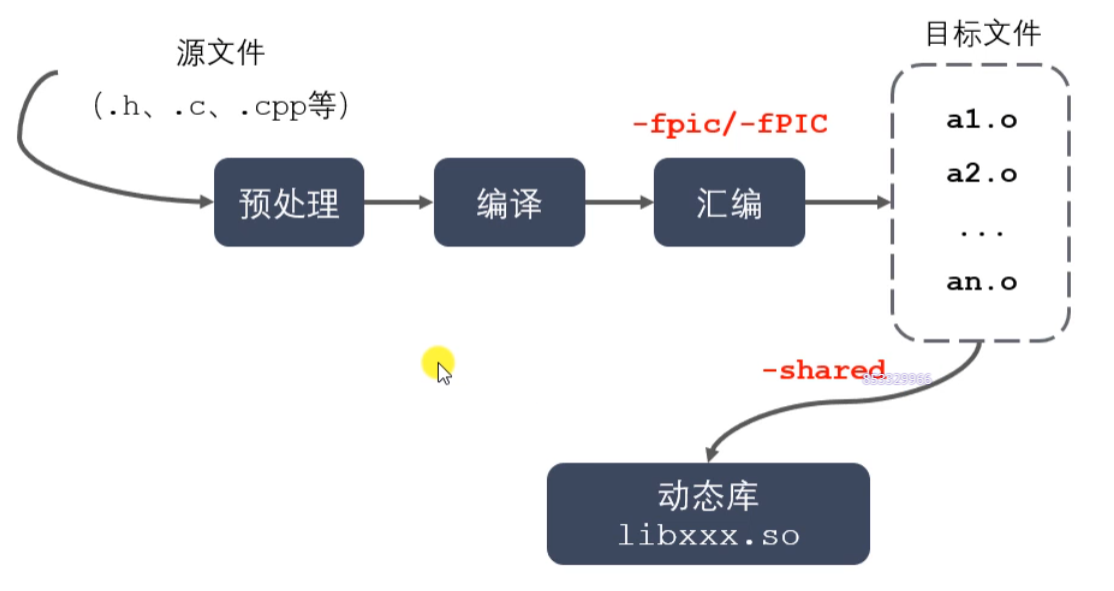 源文件
(.h、.c、.cpp等)
预处理
编译
-fpic/-fPIC
汇编
目标文件
a1.o
a2.o
...
an.o
-shared
动态库
libxxx.so